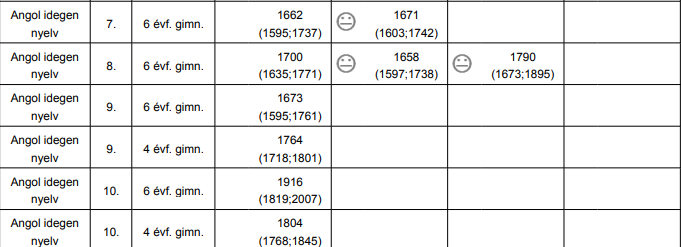 Angol idegen nyelv 7. 6 évf. gimn. 1662 (1595;1737) 1671 (1603;1742)
Angol idegen nyelv 8. 6 évf. gimn. 1700 (1635;1771) 1658 (1597;1738) 1790 (1673;1895)
Angol idegen nyelv 9. 6 évf. gimn. 1673 (1595;1761)
Angol idegen nyelv 9. 4 évf. gimn. 1764 (1718;1801)
Angol idegen nyelv 10. 6 évf. gimn. 1916 (1819;2007)
Angol idegen nyelv 10. 4 évf. gimn. 1804 (1768;1845)